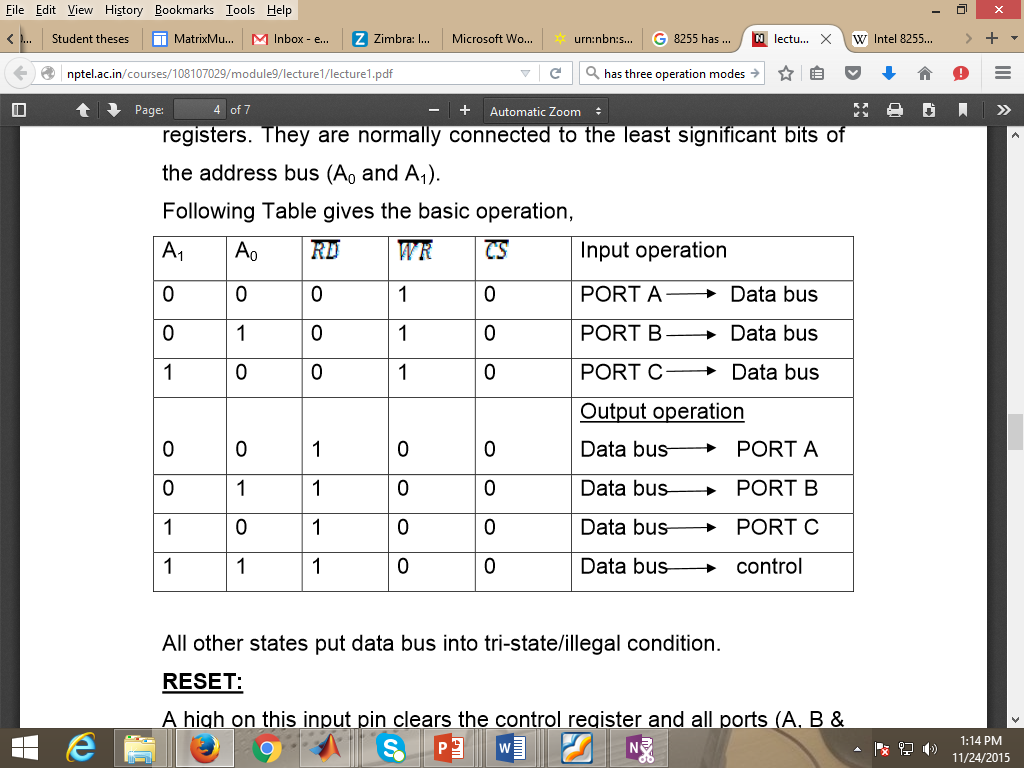 File Edit View History Bookmarks Tools Help
Student theses MatrixMu... Inbox - e... Zimbra: I... Microsoft Wo... urn:nbn:s... 8255 has ... lectu... Intel 8255...
nptel.ac.in/courses/108107029/module9/lecture1/lecture1.pdf has three operation modes
Page: 4 of 7 Automatic Zoom
registers. They are normally connected to the least significant bits of
the address bus (A₀ and A₁).
Following Table gives the basic operation,
A₁ A₀ R̅D̅ W̅R̅ C̅S̅ Input operation
0 0 0 1 0 PORT A → Data bus
0 1 0 1 0 PORT B → Data bus
1 0 0 1 0 PORT C → Data bus
Output operation
0 0 1 0 0 Data bus → PORT A
0 1 1 0 0 Data bus → PORT B
1 0 1 0 0 Data bus → PORT C
1 1 1 0 0 Data bus → control
All other states put data bus into tri-state/illegal condition.
RESET:
A high on this input pin clears the control register and all ports (A, B &
1:14 PM
11/24/2015